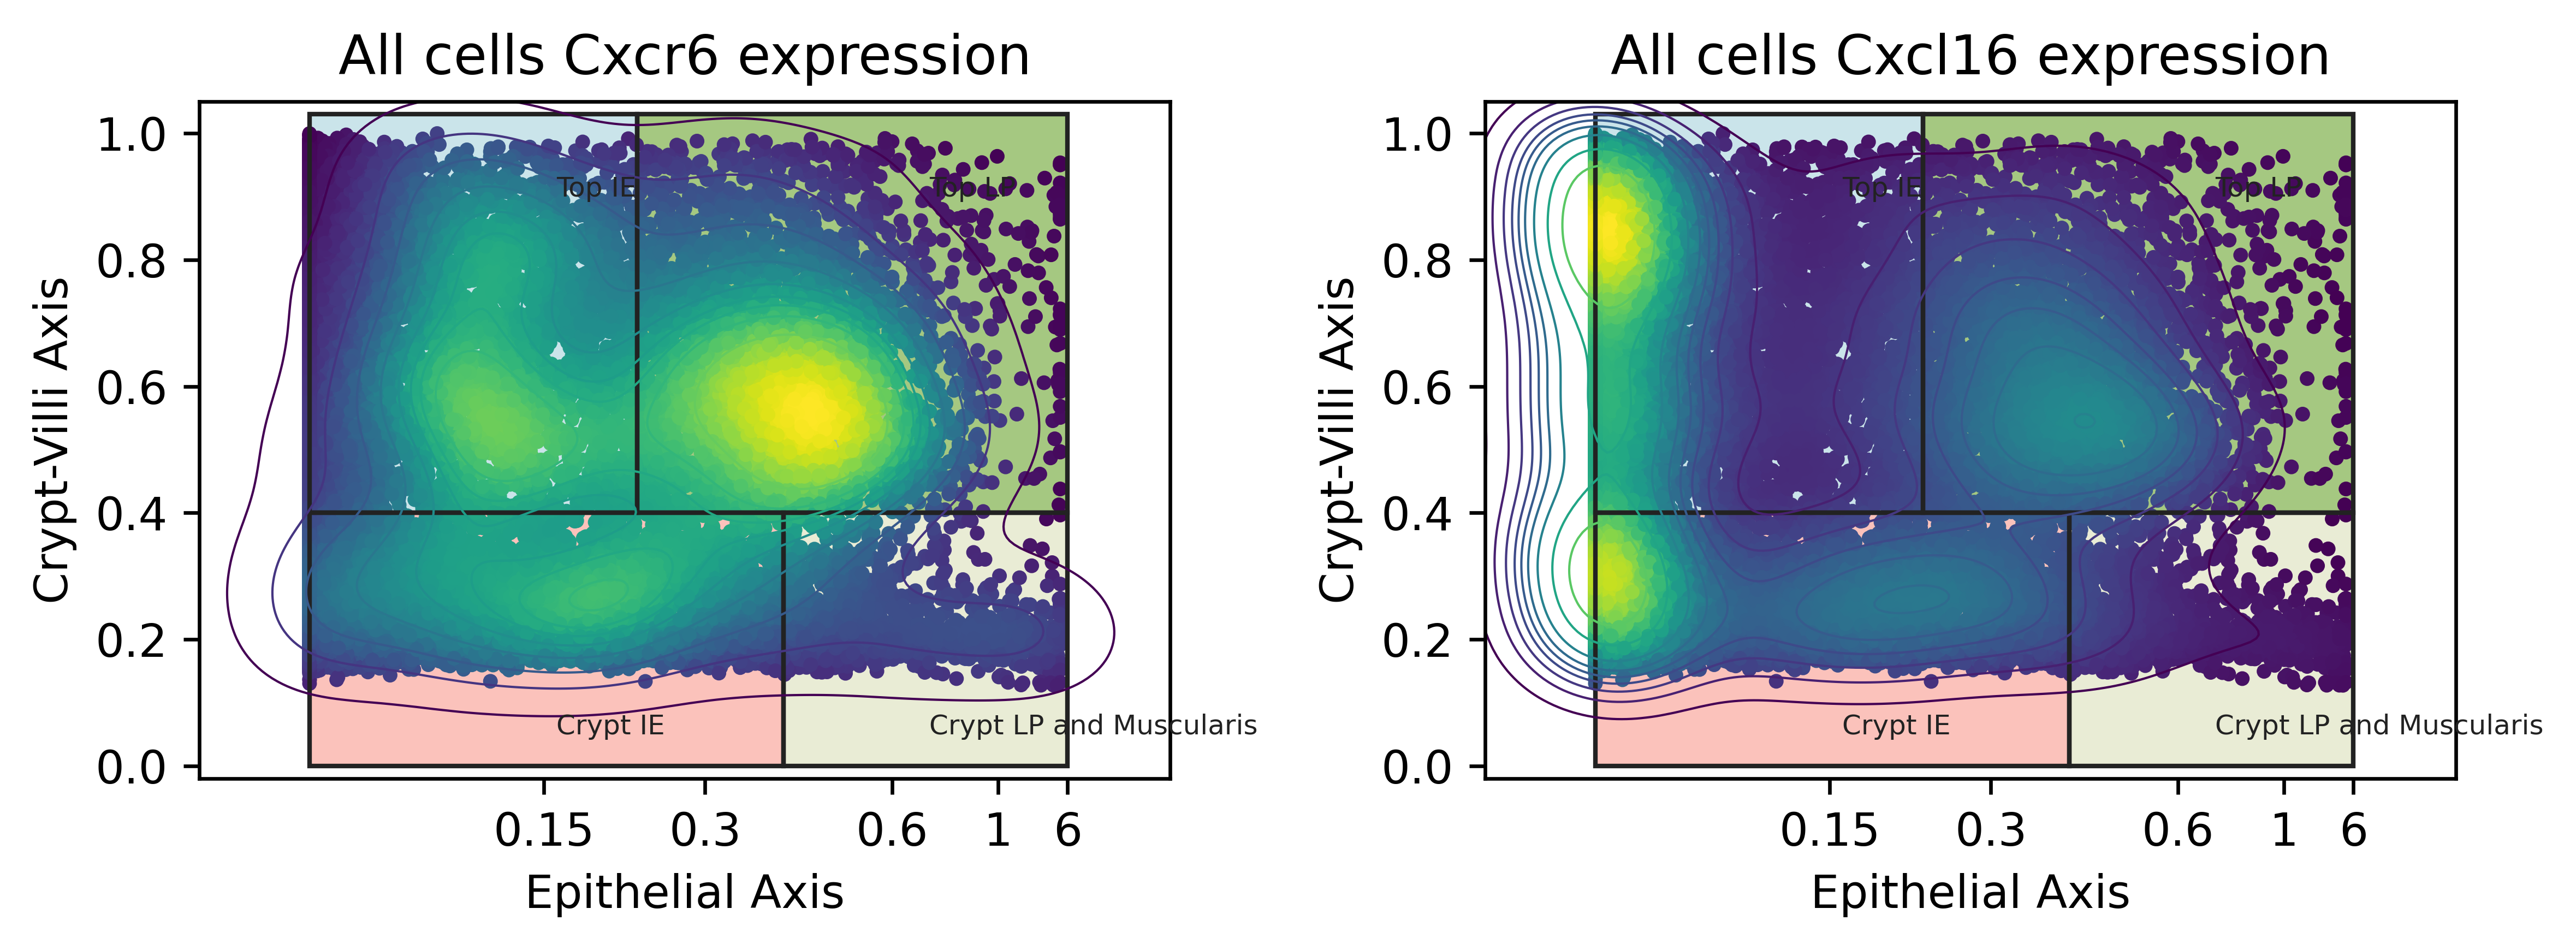 All cells Cxcr6 expression
Crypt-Villi Axis
1.0
0.8
0.6
0.4
0.2
0.0
Top IE
Top LP
Crypt IE
Crypt LP and Muscularis
0.15
0.3
0.6
1
6
Epithelial Axis
All cells Cxcl16 expression
Crypt-Villi Axis
1.0
0.8
0.6
0.4
0.2
0.0
Top IE
Top LP
Crypt IE
Crypt LP and Muscularis
0.15
0.3
0.6
1
6
Epithelial Axis